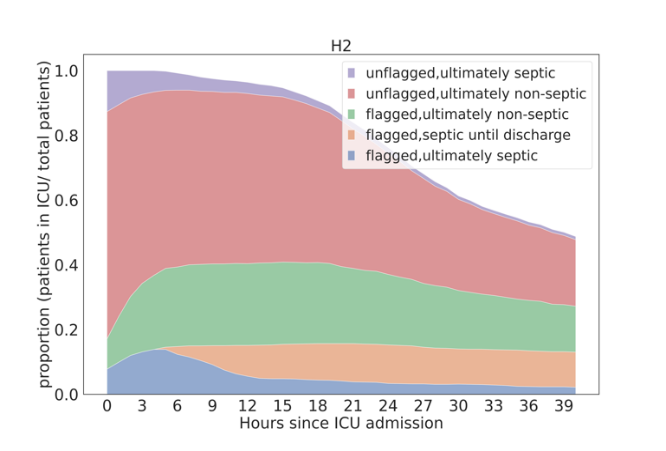 H2
unflagged,ultimately septic
unflagged,ultimately non-septic
flagged,ultimately non-septic
flagged,septic until discharge
flagged,ultimately septic
proportion (patients in ICU/ total patients)
1.0
0.8
0.6
0.4
0.2
0.0
0 3 6 9 12 15 18 21 24 27 30 33 36 39
Hours since ICU admission